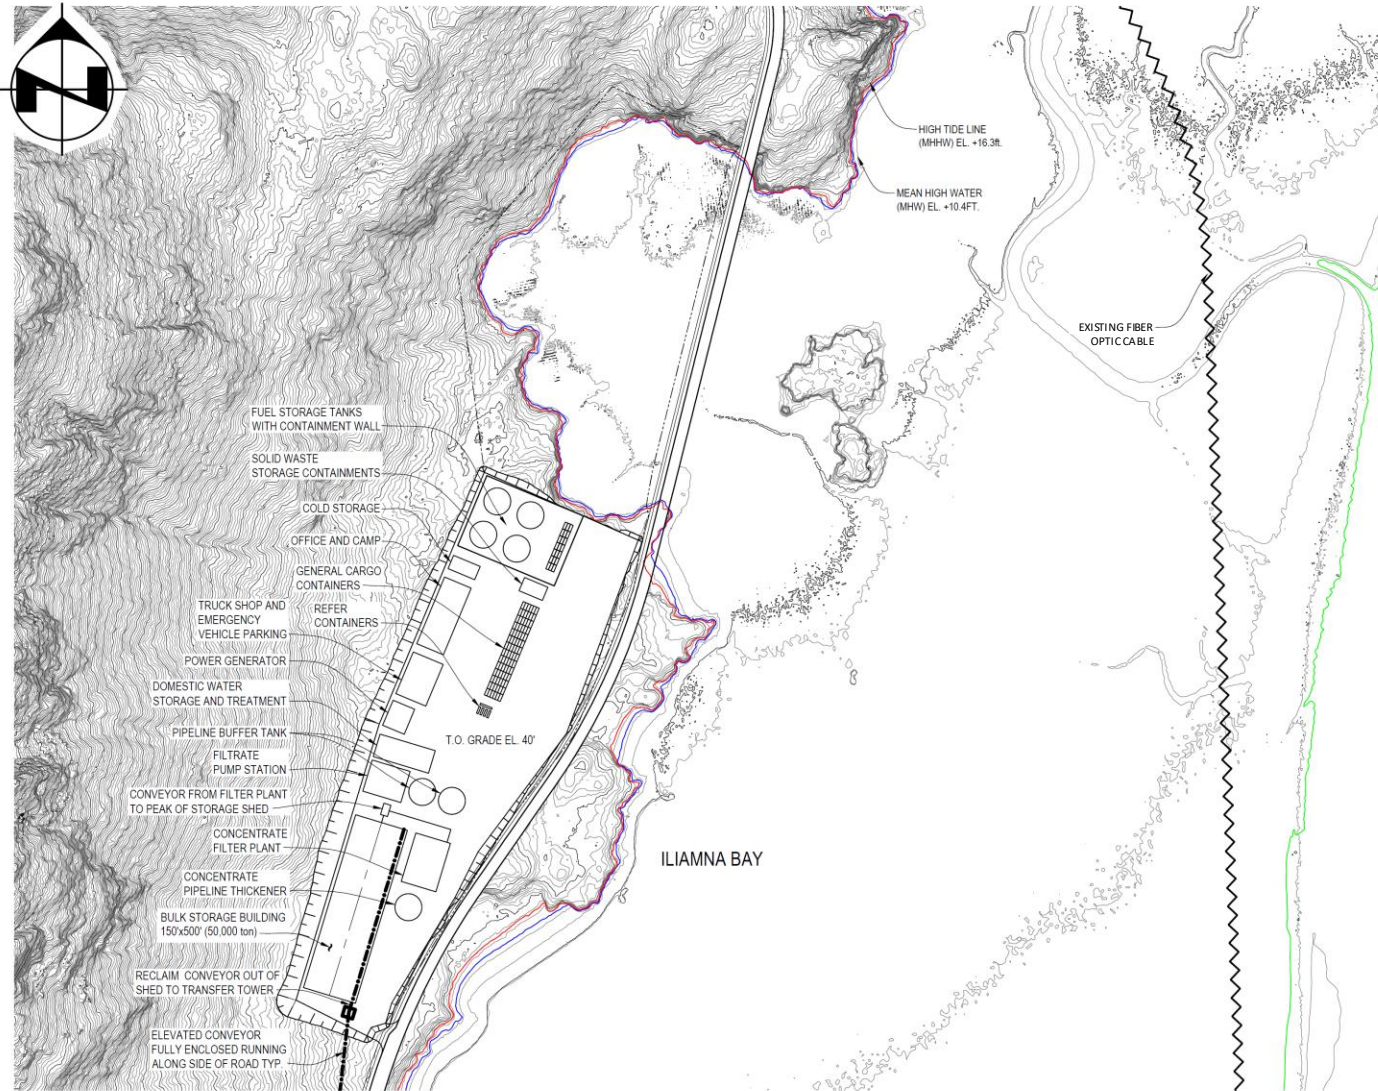 HIGH TIDE LINE
(MHHW) EL. +16.3ft.
MEAN HIGH WATER
(MHW) EL. +10.4FT.
EXISTING FIBER
OPTIC CABLE
FUEL STORAGE TANKS
WITH CONTAINMENT WALL
SOLID WASTE
STORAGE CONTAINMENTS
COLD STORAGE
OFFICE AND CAMP
GENERAL CARGO
CONTAINERS
REFER
CONTAINERS
TRUCK SHOP AND
EMERGENCY
VEHICLE PARKING
POWER GENERATOR
DOMESTIC WATER
STORAGE AND TREATMENT
PIPELINE BUFFER TANK
FILTRATE
PUMP STATION
CONVEYOR FROM FILTER PLANT
TO PEAK OF STORAGE SHED
CONCENTRATE
FILTER PLANT
CONCENTRATE
PIPELINE THICKENER
BULK STORAGE BUILDING
150'x500' (50,000 ton)
RECLAIM CONVEYOR OUT OF
SHED TO TRANSFER TOWER
ELEVATED CONVEYOR
FULLY ENCLOSED RUNNING
ALONG SIDE OF ROAD TYP.
T.O. GRADE EL. 40'
ILIAMNA BAY
N